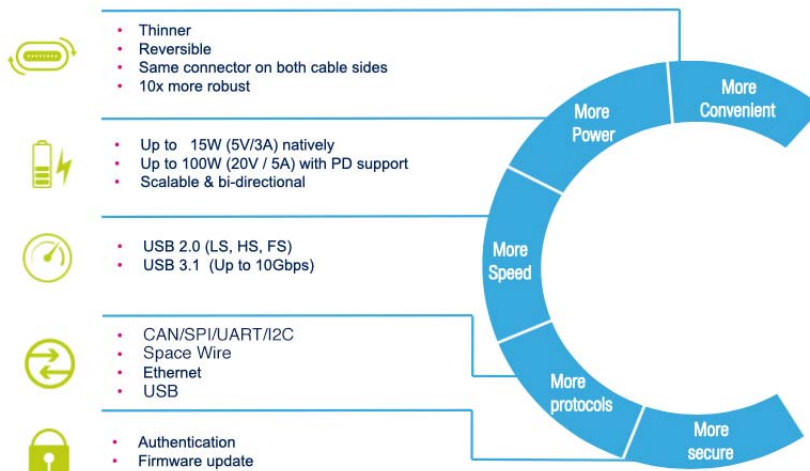 Thinner
Reversible
Same connector on both cable sides
10x more robust
More
Convenient
Up to 15W (5V/3A) natively
Up to 100W (20V / 5A) with PD support
Scalable & bi-directional
More
Power
USB 2.0 (LS, HS, FS)
USB 3.1 (Up to 10Gbps)
More
Speed
CAN/SPI/UART/I2C
Space Wire
Ethernet
USB
More
protocols
Authentication
Firmware update
More
secure